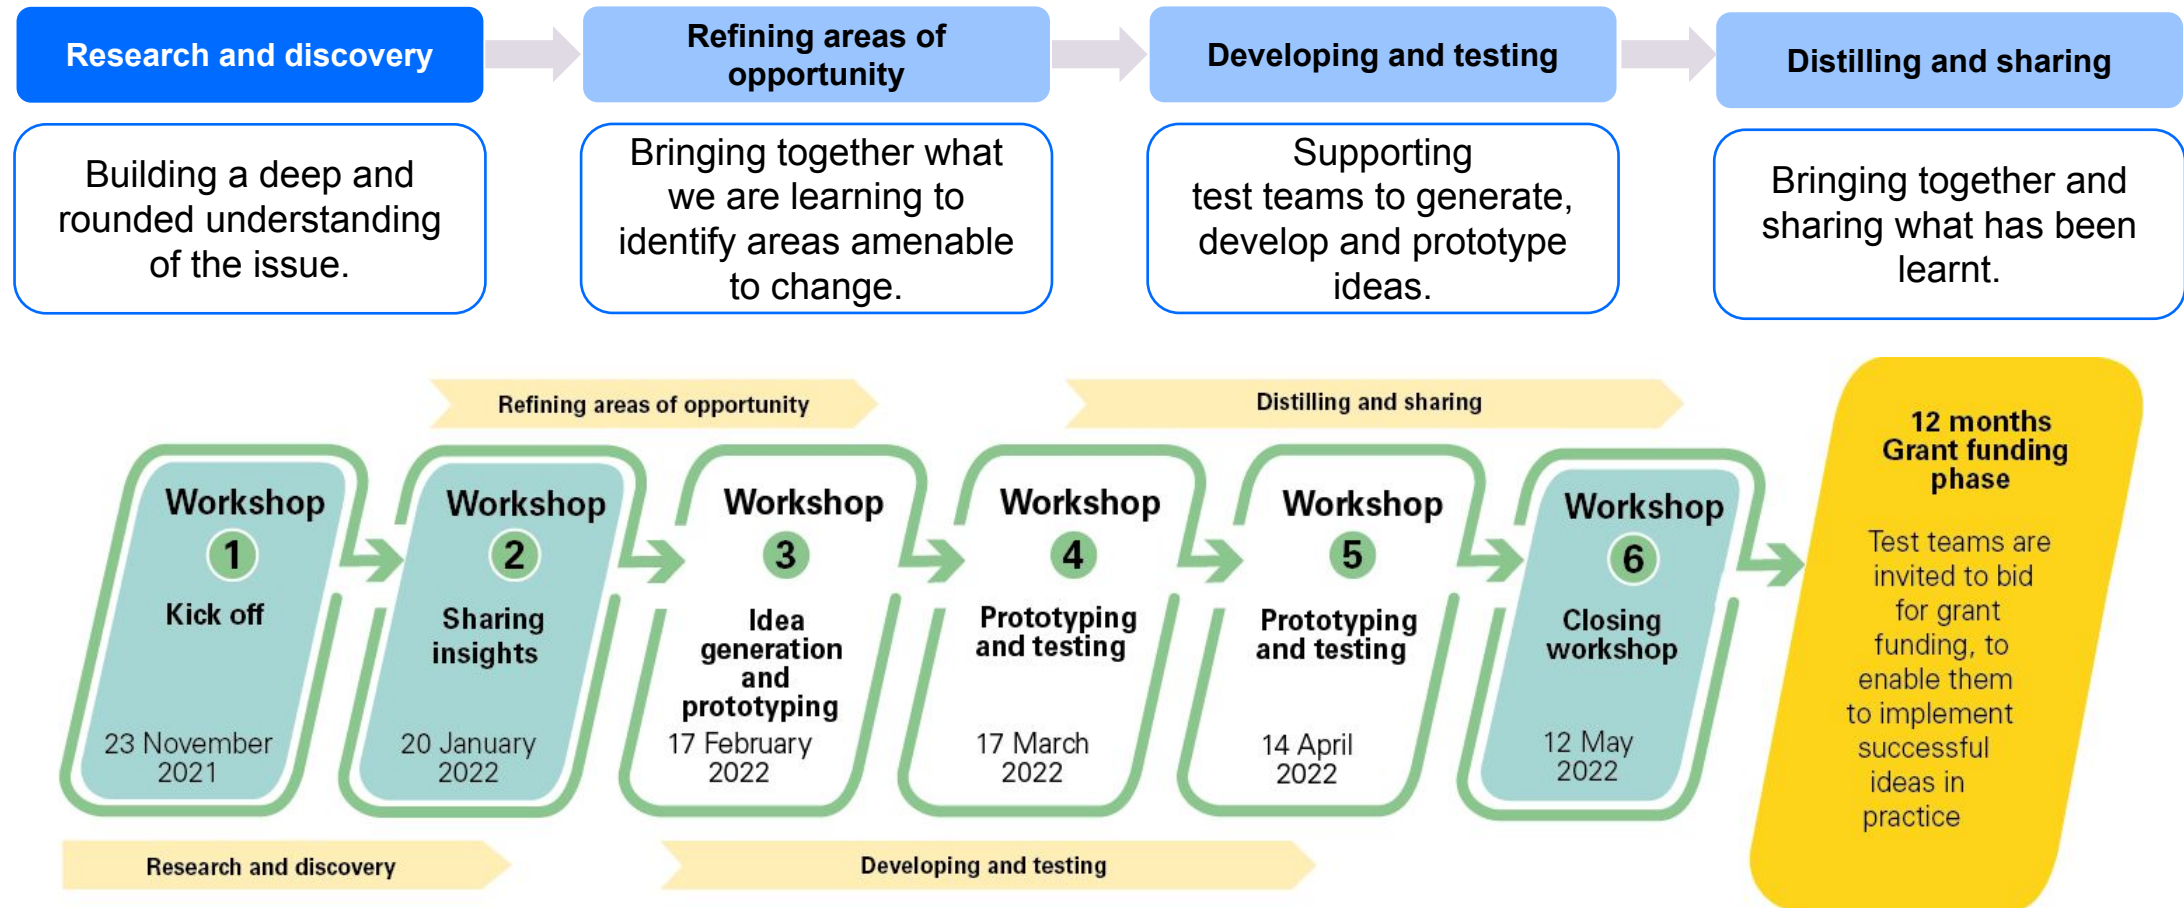 Research and discovery
Refining areas of
opportunity
Developing and testing
Distilling and sharing
Building a deep and
rounded understanding
of the issue.
Bringing together what
we are learning to
identify areas amenable
to change.
Supporting
test teams to generate,
develop and prototype
ideas.
Bringing together and
sharing what has been
learnt.
Refining areas of opportunity
Distilling and sharing
Workshop
1
Kick off
23 November
2021
Workshop
2
Sharing
insights
20 January
2022
Workshop
3
Idea
generation
and
prototyping
17 February
2022
Workshop
4
Prototyping
and testing
17 March
2022
Workshop
5
Prototyping
and testing
14 April
2022
Workshop
6
Closing
workshop
12 May
2022
12 months
Grant funding
phase
Test teams are
invited to bid
for grant
funding, to
enable them
to implement
successful
ideas in
practice
Research and discovery
Developing and testing